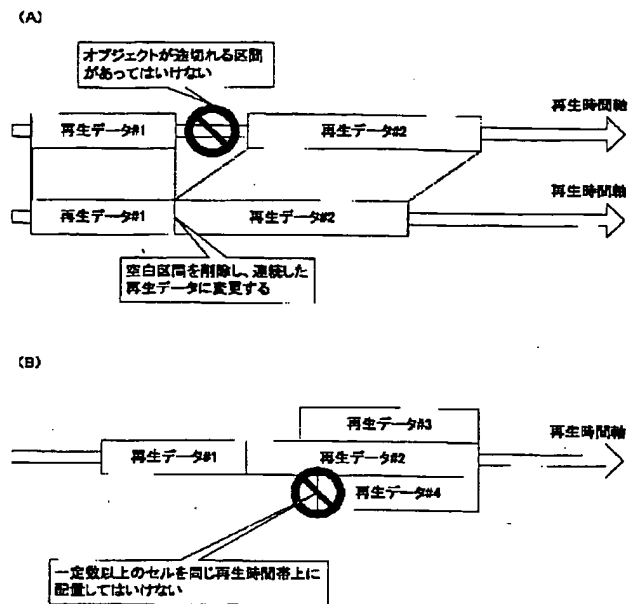 (A)
オブジェクトが途切れる区間
があってはいけない
再生時間軸
再生データ#1
再生データ#2
再生時間軸
再生データ#1
再生データ#2
空白区間を削除し、連続した
再生データに変更する
(B)
再生データ#3
再生時間軸
再生データ#1
再生データ#2
再生データ#4
一定数以上のセルを同じ再生時間帯上に
配置してはいけない